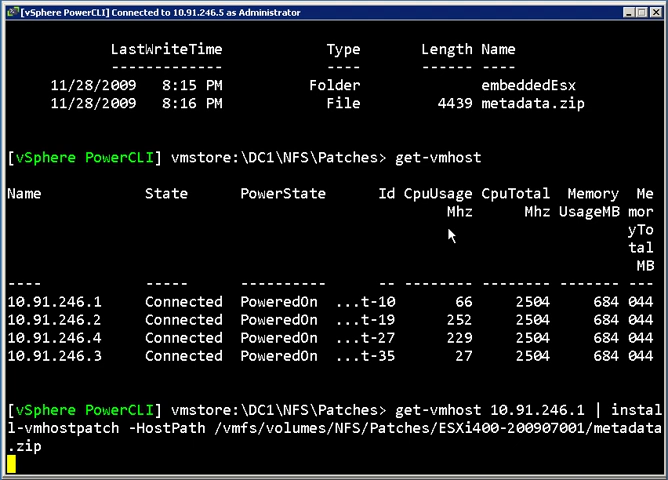 [vSphere PowerCLI] Connected to 10.91.246.5 as Administrator
LastWriteTime Type Length Name
------------- ---- ------ ----
11/28/2009 8:15 PM Folder embeddedEsx
11/28/2009 8:16 PM File 4439 metadata.zip
[vSphere PowerCLI] vmstore:\DC1\NFS\Patches> get-vmhost
Name State PowerState Id CpuUsage CpuTotal Memory Me
Mhz Mhz UsageMB mor
yTo
tal
MB
---- ----- ---------- -- -------- -------- ------- ---
10.91.246.1 Connected PoweredOn ...t-10 66 2504 684 044
10.91.246.2 Connected PoweredOn ...t-19 252 2504 684 044
10.91.246.4 Connected PoweredOn ...t-27 229 2504 684 044
10.91.246.3 Connected PoweredOn ...t-35 27 2504 684 044
[vSphere PowerCLI] vmstore:\DC1\NFS\Patches> get-vmhost 10.91.246.1 | instal
l-vmhostpatch -HostPath /vmfs/volumes/NFS/Patches/ESXi400-200907001/metadata
.zip